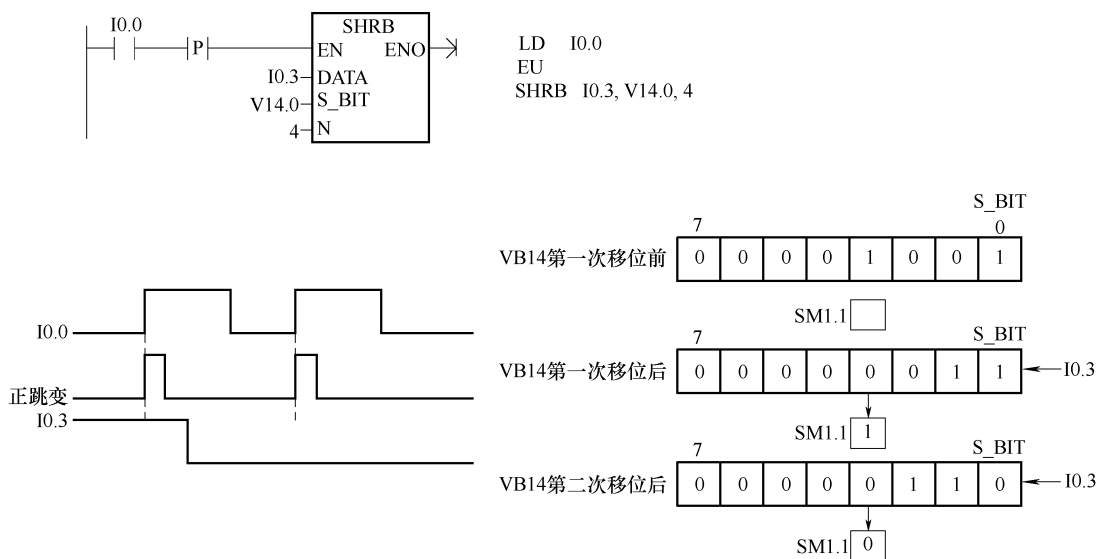 I0.0
P
SHRB
EN ENO
I0.3 DATA
V14.0 S_BIT
4 N
LD I0.0
EU
SHRB I0.3, V14.0, 4
I0.0
正跳变
I0.3
S_BIT
7 0
VB14第一次移位前 0 0 0 0 1 0 0 1
SM1.1
7 S_BIT
VB14第一次移位后 0 0 0 0 0 0 1 1 I0.3
SM1.1 1
7 S_BIT
VB14第二次移位后 0 0 0 0 0 1 1 0 I0.3
SM1.1 0